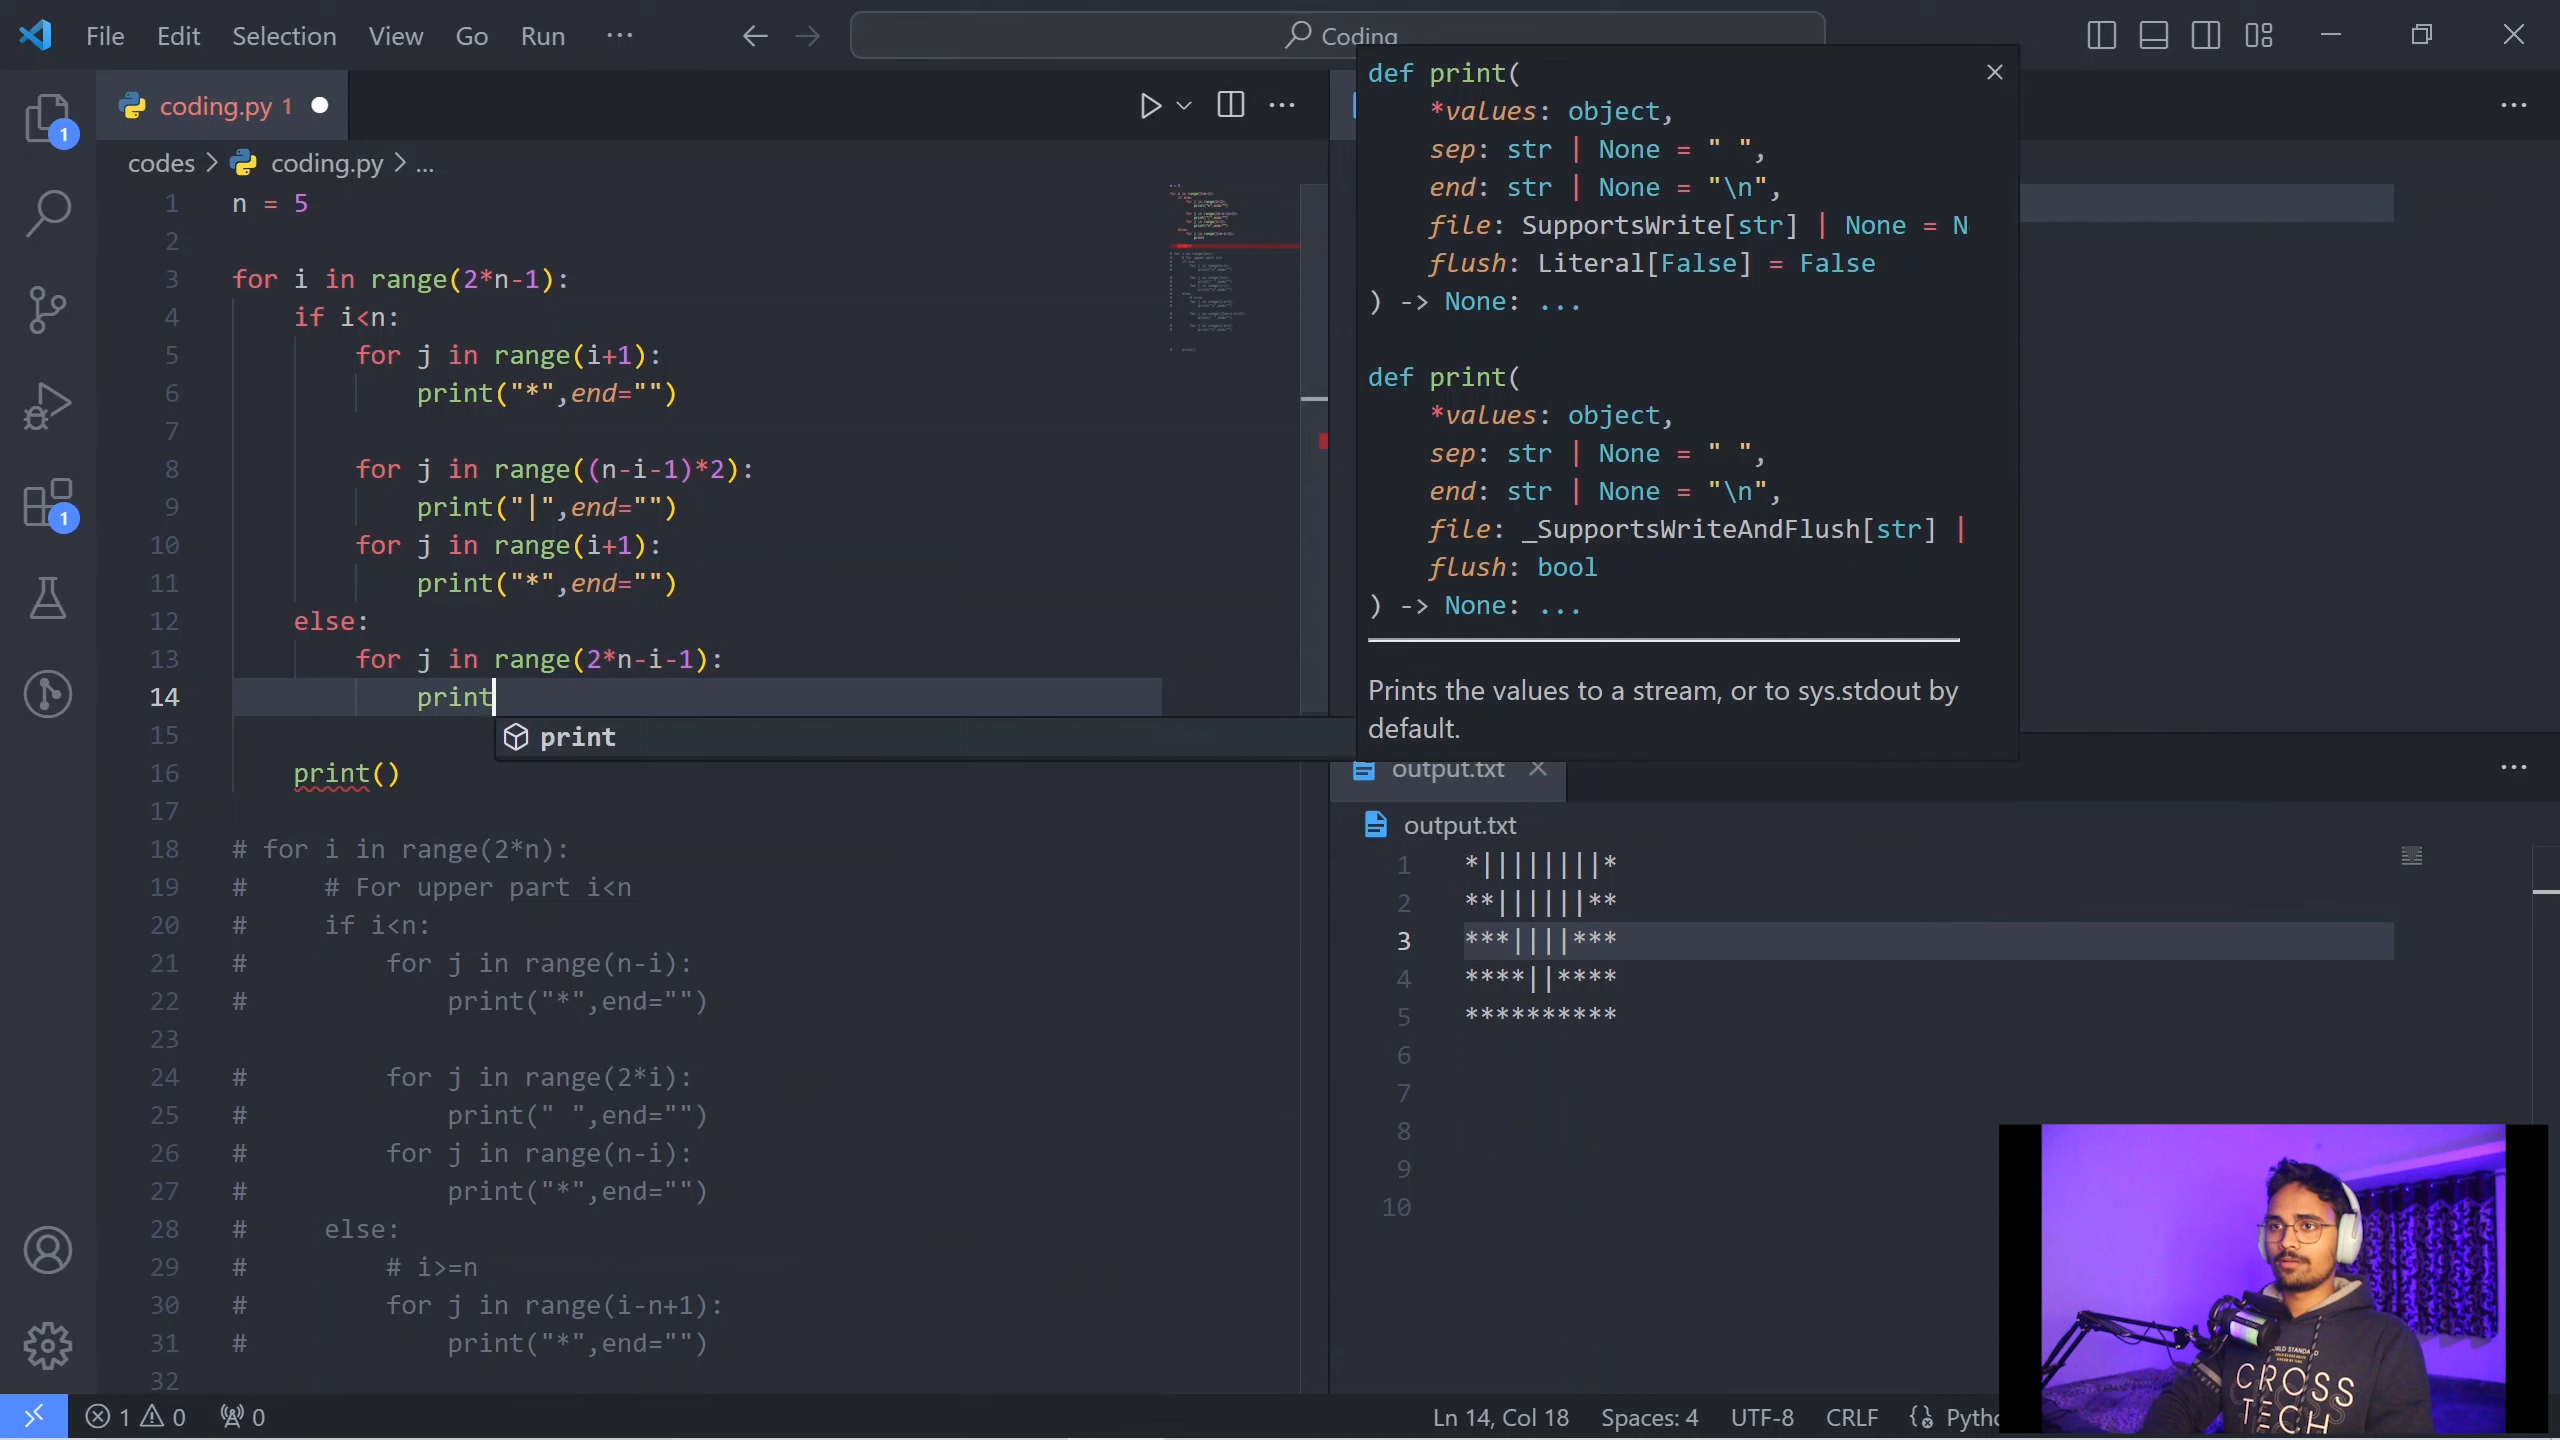 File Edit Selection View Go Run ···
Coding
coding.py 1
codes > coding.py > ...
1 n = 5
2
3 for i in range(2*n-1):
4 if i<n:
5 for j in range(i+1):
6 print("*",end="")
7
8 for j in range((n-i-1)*2):
9 print("|",end="")
10 for j in range(i+1):
11 print("*",end="")
12 else:
13 for j in range(2*n-i-1):
14 print
print
15
16 print()
17
18 # for i in range(2*n):
19 # # For upper part i<n
20 # if i<n:
21 # for j in range(n-i):
22 # print("*",end="")
23
24 # for j in range(2*i):
25 # print(" ",end="")
26 # for j in range(n-i):
27 # print("*",end="")
28 # else:
29 # # i>=n
30 # for j in range(i-n+1):
31 # print("*",end="")
32
def print(
*values: object,
sep: str | None = " ",
end: str | None = "\n",
file: SupportsWrite[str] | None = N
flush: Literal[False] = False
) -> None: ...
def print(
*values: object,
sep: str | None = " ",
end: str | None = "\n",
file: _SupportsWriteAndFlush[str] |
flush: bool
) -> None: ...
Prints the values to a stream, or to sys.stdout by
default.
output.txt
output.txt
1 *||||||||*
2 **||||||**
3 ***||||***
4 ****||****
5 **********
6
7
8
9
10
CROSS
TECH
1
1
1 0 0
Ln 14, Col 18 Spaces: 4 UTF-8 CRLF Pytho